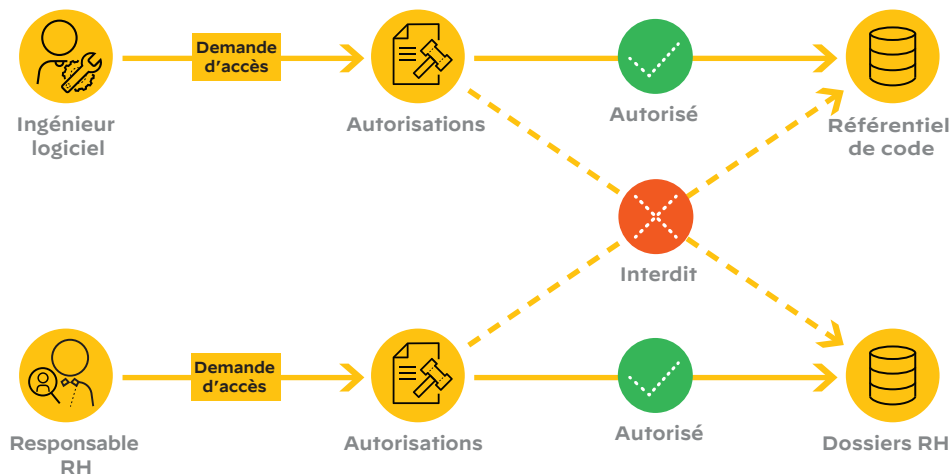 Demande
d'accès
Ingénieur
logiciel
Autorisations
Autorisé
Référentiel
de code
Interdit
Demande
d'accès
Responsable
RH
Autorisations
Autorisé
Dossiers RH